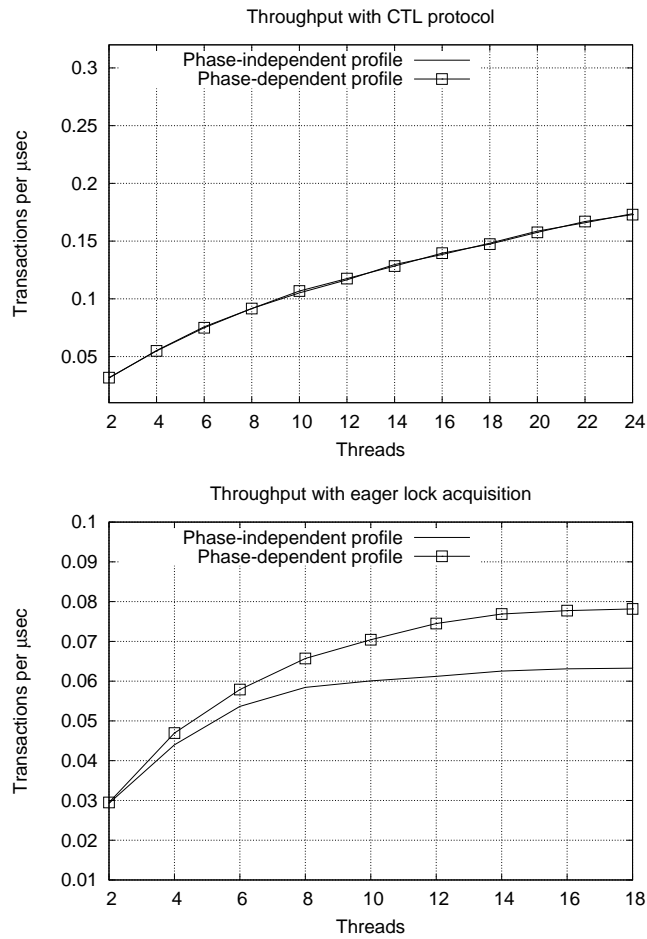 Throughput with CTL protocol
Phase-independent profile
Phase-dependent profile
Transactions per µsec
0.3
0.25
0.2
0.15
0.1
0.05
2 4 6 8 10 12 14 16 18 20 22 24
Threads
Throughput with eager lock acquisition
Phase-independent profile
Phase-dependent profile
Transactions per µsec
0.1
0.09
0.08
0.07
0.06
0.05
0.04
0.03
0.02
0.01
2 4 6 8 10 12 14 16 18
Threads